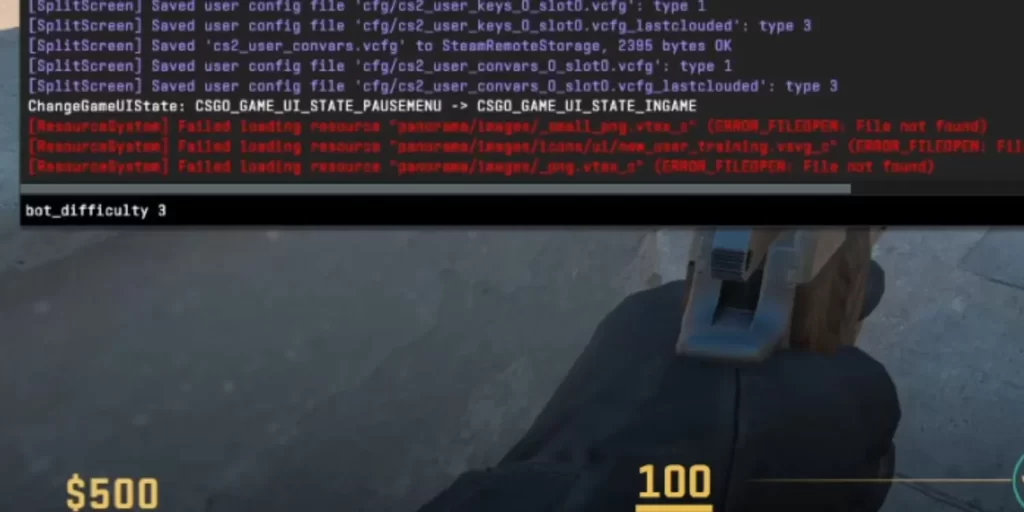 [SplitScreen] Saved user config file 'cfg/cs2_user_keys_0_slot0.vcfg': type 1
[SplitScreen] Saved user config file 'cfg/cs2_user_keys_0_slot0.vcfg_lastclouded': type 3
[SplitScreen] Saved 'cs2_user_convars.vcfg' to SteamRemoteStorage, 2395 bytes OK
[SplitScreen] Saved user config file 'cfg/cs2_user_convars_0_slot0.vcfg': type 1
[SplitScreen] Saved user config file 'cfg/cs2_user_convars_0_slot0.vcfg_lastclouded': type 3
ChangeGameUIState: CSGO_GAME_UI_STATE_PAUSEMENU -> CSGO_GAME_UI_STATE_INGAME
[ResourceSystem] Failed loading resource "panorama/images/_small_png.vtex_c" (ERROR_FILEOPEN: File not found)
[ResourceSystem] Failed loading resource "panorama/images/icons/ui/new_user_training.vsvg_c" (ERROR_FILEOPEN: Fil
[ResourceSystem] Failed loading resource "panorama/images/_png.vtex_c" (ERROR_FILEOPEN: File not found)
bot_difficulty 3
$500
100